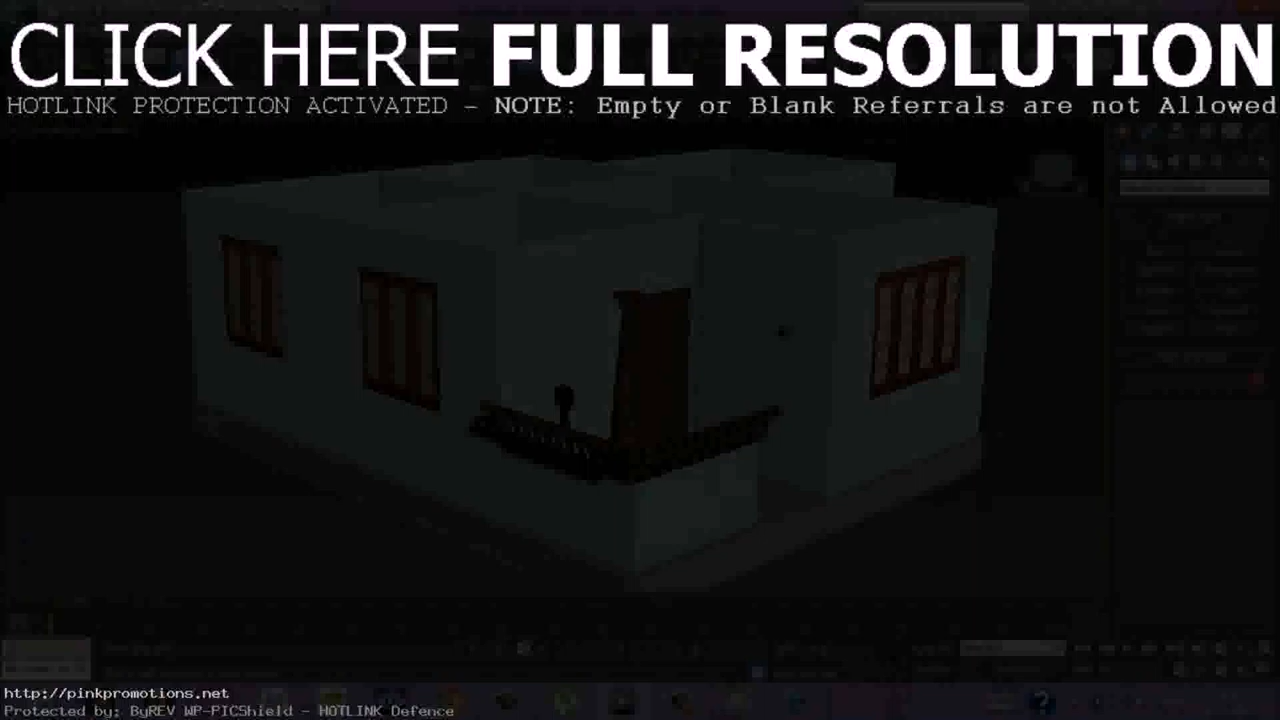 CLICK HERE FULL RESOLUTION
HOTLINK PROTECTION ACTIVATED – NOTE: Empty or Blank Referrals are not Allowed
http://pinkpromotions.net
Protected by: ByREV WP-PICShield – HOTLINK Defence